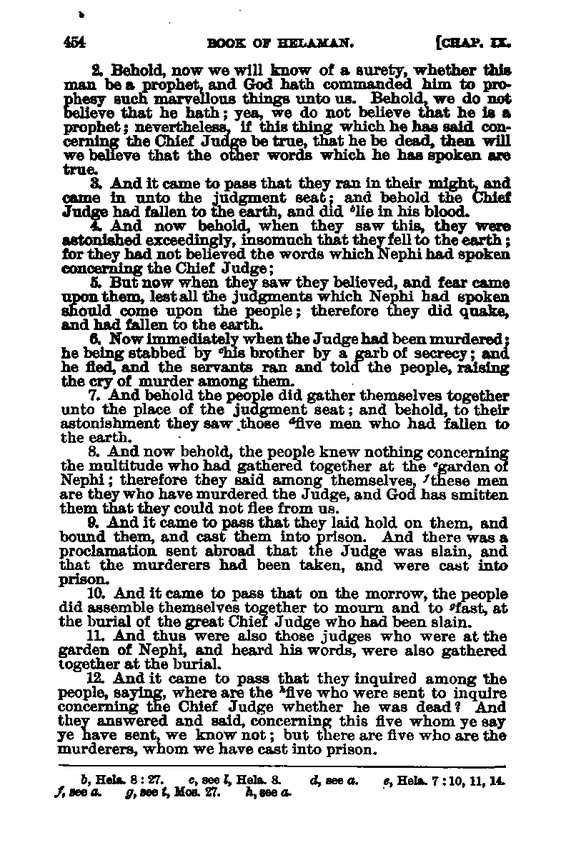 454 BOOK OF HELAMAN. [CHAP. IX.
2. Behold, now we will know of a surety, whether this
man be a prophet, and God hath commanded him to pro-
phesy such marvellous things unto us. Behold, we do not
believe that he hath; yea, we do not believe that he is a
prophet; nevertheless, if this thing which he has said con-
cerning the Chief Judge be true, that he be dead, then will
we believe that the other words which he has spoken are
true.
3. And it came to pass that they ran in their might, and
came in unto the judgment seat; and behold the Chief
Judge had fallen to the earth, and did ᵇlie in his blood.
4. And now behold, when they saw this, they were
astonished exceedingly, insomuch that they fell to the earth;
for they had not believed the words which Nephi had spoken
concerning the Chief Judge;
5. But now when they saw they believed, and fear came
upon them, lest all the judgments which Nephi had spoken
should come upon the people; therefore they did quake,
and had fallen to the earth.
6. Now immediately when the Judge had been murdered;
he being stabbed by ᶜhis brother by a garb of secrecy; and
he fled, and the servants ran and told the people, raising
the cry of murder among them.
7. And behold the people did gather themselves together
unto the place of the judgment seat; and behold, to their
astonishment they saw those ᵈfive men who had fallen to
the earth.
8. And now behold, the people knew nothing concerning
the multitude who had gathered together at the ᵉgarden of
Nephi; therefore they said among themselves, ᶠthese men
are they who have murdered the Judge, and God has smitten
them that they could not flee from us.
9. And it came to pass that they laid hold on them, and
bound them, and cast them into prison. And there was a
proclamation sent abroad that the Judge was slain, and
that the murderers had been taken, and were cast into
prison.
10. And it came to pass that on the morrow, the people
did assemble themselves together to mourn and to ᵍfast, at
the burial of the great Chief Judge who had been slain.
11. And thus were also those judges who were at the
garden of Nephi, and heard his words, were also gathered
together at the burial.
12. And it came to pass that they inquired among the
people, saying, where are the ʰfive who were sent to inquire
concerning the Chief Judge whether he was dead? And
they answered and said, concerning this five whom ye say
ye have sent, we know not; but there are five who are the
murderers, whom we have cast into prison.
b, Hela. 8:27. c, see l, Hela. 8. d, see a. e, Hela. 7:10, 11, 14.
f, see a. g, see t, Mos. 27. h, see a.